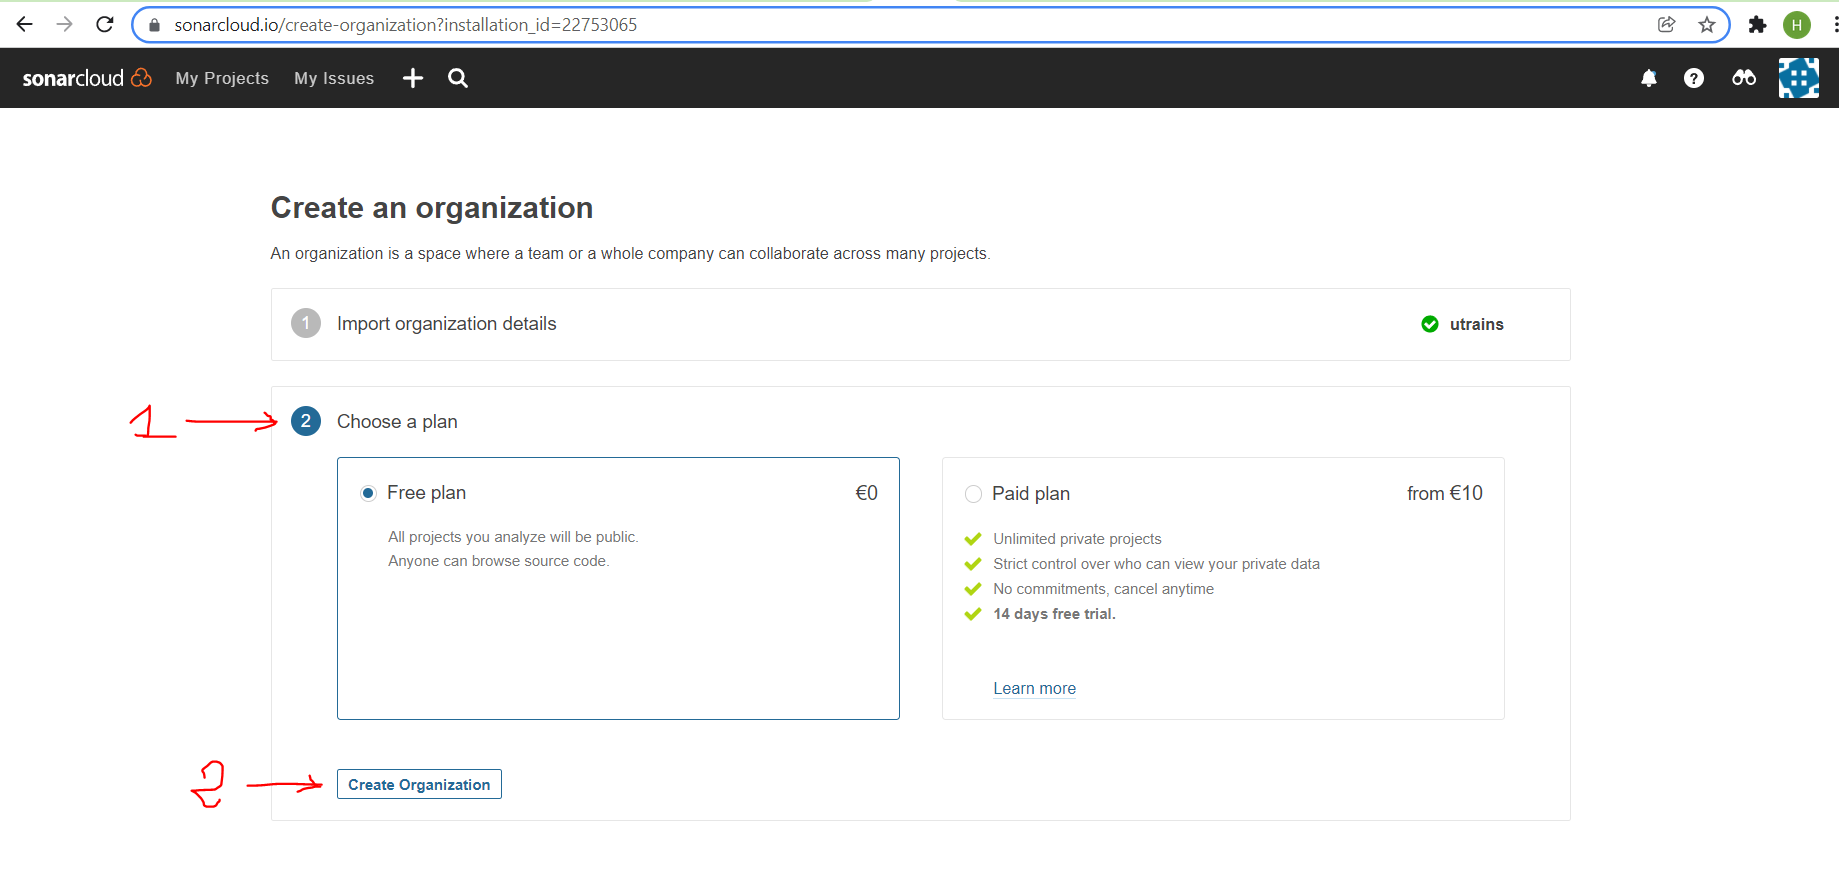 sonarcloud.io/create-organization?installation_id=22753065
H
sonarcloud My Projects My Issues
?
Create an organization
An organization is a space where a team or a whole company can collaborate across many projects.
1 Import organization details utrains
1 2 Choose a plan
Free plan €0
All projects you analyze will be public.
Anyone can browse source code.
Paid plan from €10
Unlimited private projects
Strict control over who can view your private data
No commitments, cancel anytime
14 days free trial.
Learn more
2 Create Organization